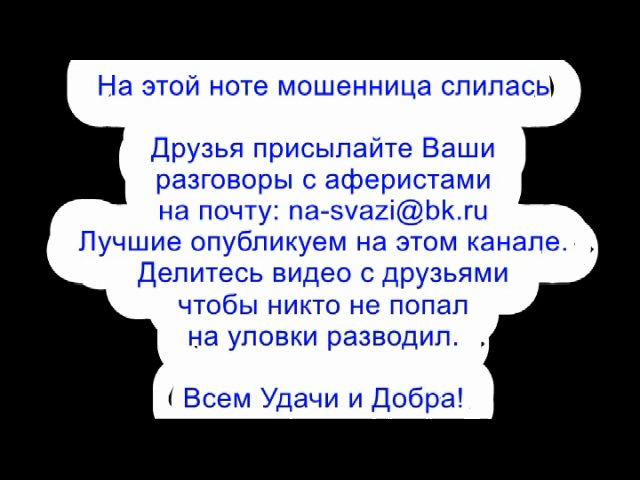 На этой ноте мошенница слилась
Друзья присылайте Ваши
разговоры с аферистами
на почту: na-svazi@bk.ru
Лучшие опубликуем на этом канале.
Делитесь видео с друзьями
чтобы никто не попал
на уловки разводил.
Всем Удачи и Добра!